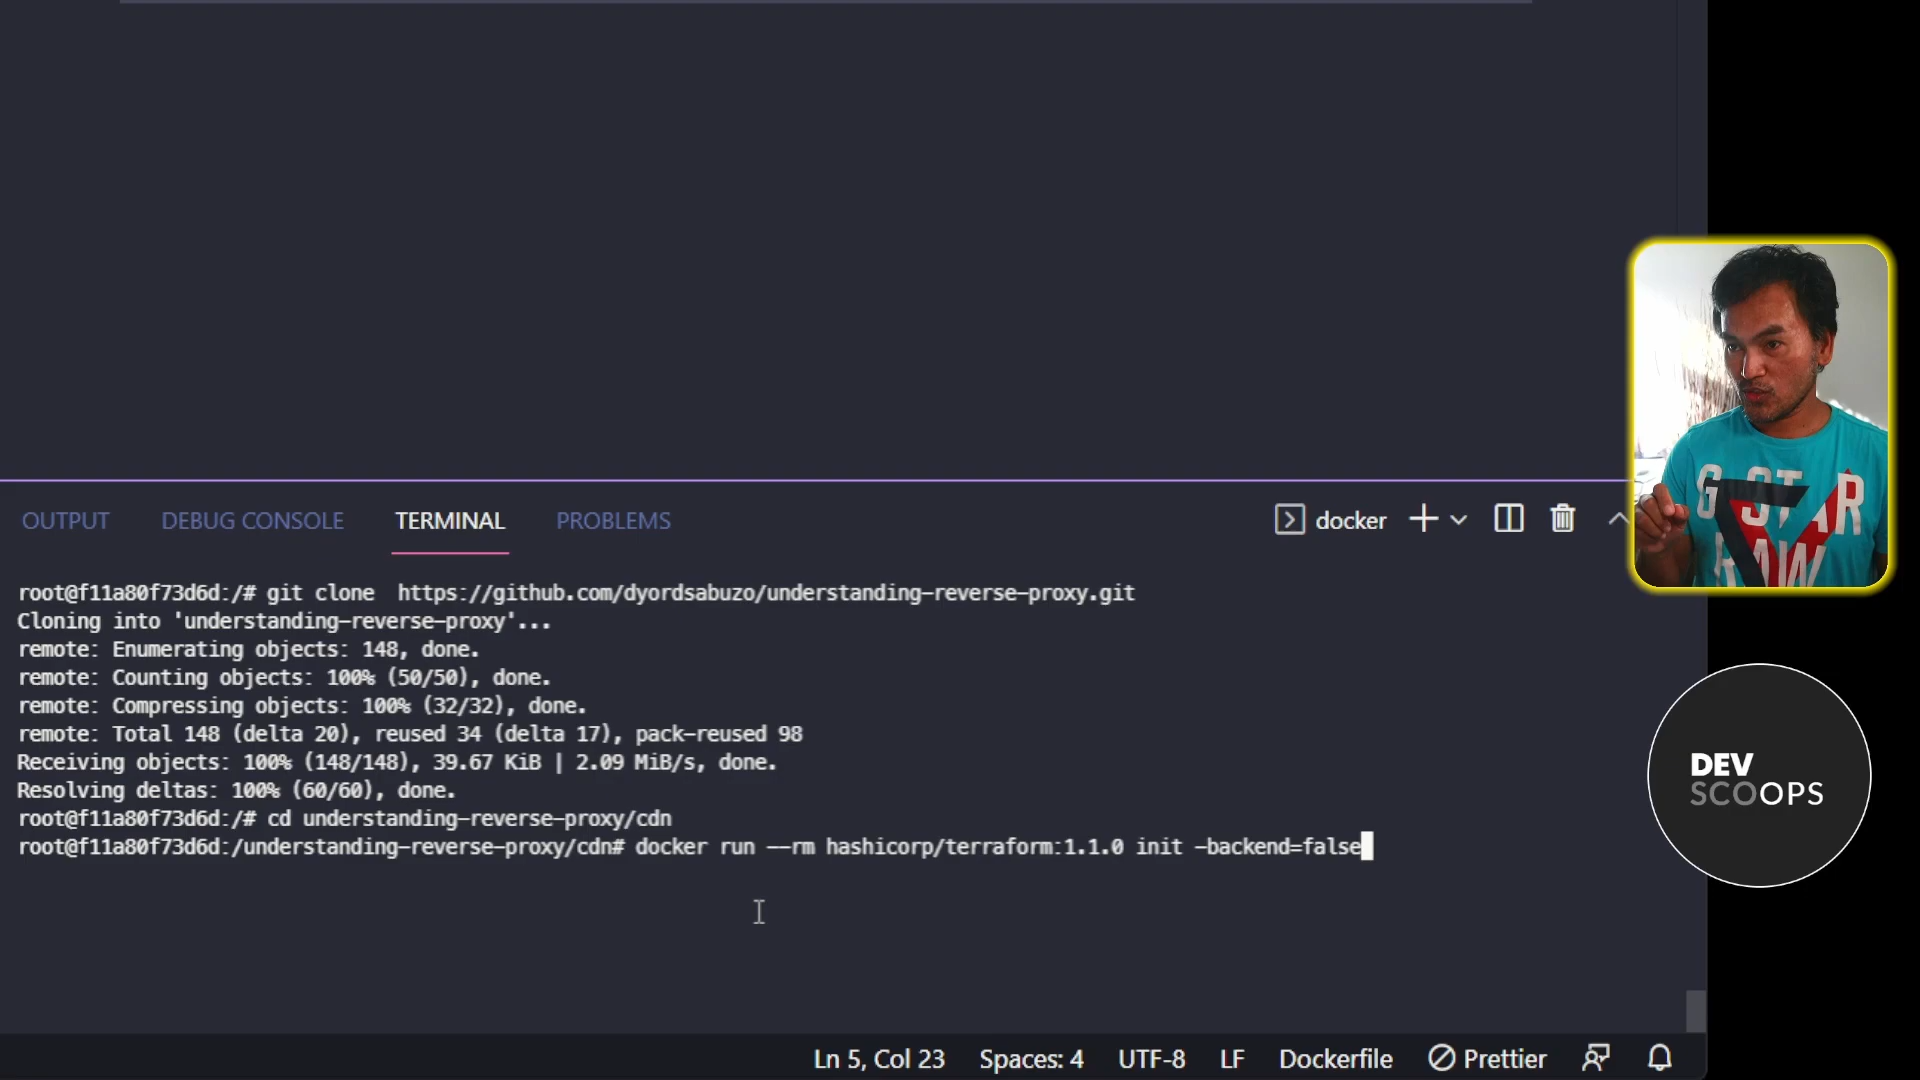 OUTPUT DEBUG CONSOLE TERMINAL PROBLEMS docker
root@f11a80f73d6d:/# git clone  https://github.com/dyordsabuzo/understanding-reverse-proxy.git
Cloning into 'understanding-reverse-proxy'...
remote: Enumerating objects: 148, done.
remote: Counting objects: 100% (50/50), done.
remote: Compressing objects: 100% (32/32), done.
remote: Total 148 (delta 20), reused 34 (delta 17), pack-reused 98
Receiving objects: 100% (148/148), 39.67 KiB | 2.09 MiB/s, done.
Resolving deltas: 100% (60/60), done.
root@f11a80f73d6d:/# cd understanding-reverse-proxy/cdn
root@f11a80f73d6d:/understanding-reverse-proxy/cdn# docker run --rm hashicorp/terraform:1.1.0 init -backend=false
G STAR
RAW
DEV
SCOOPS
Ln 5, Col 23 Spaces: 4 UTF-8 LF Dockerfile Prettier